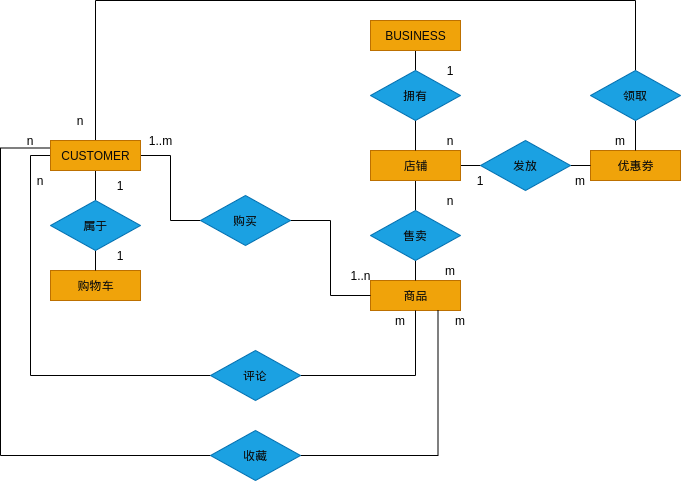 BUSINESS
1
拥有
领取
n
n
1..m
n
m
CUSTOMER
店铺
发放
优惠券
n
1
1
m
属于
购买
n
售卖
1
购物车
1..n
m
商品
m
m
评论
收藏